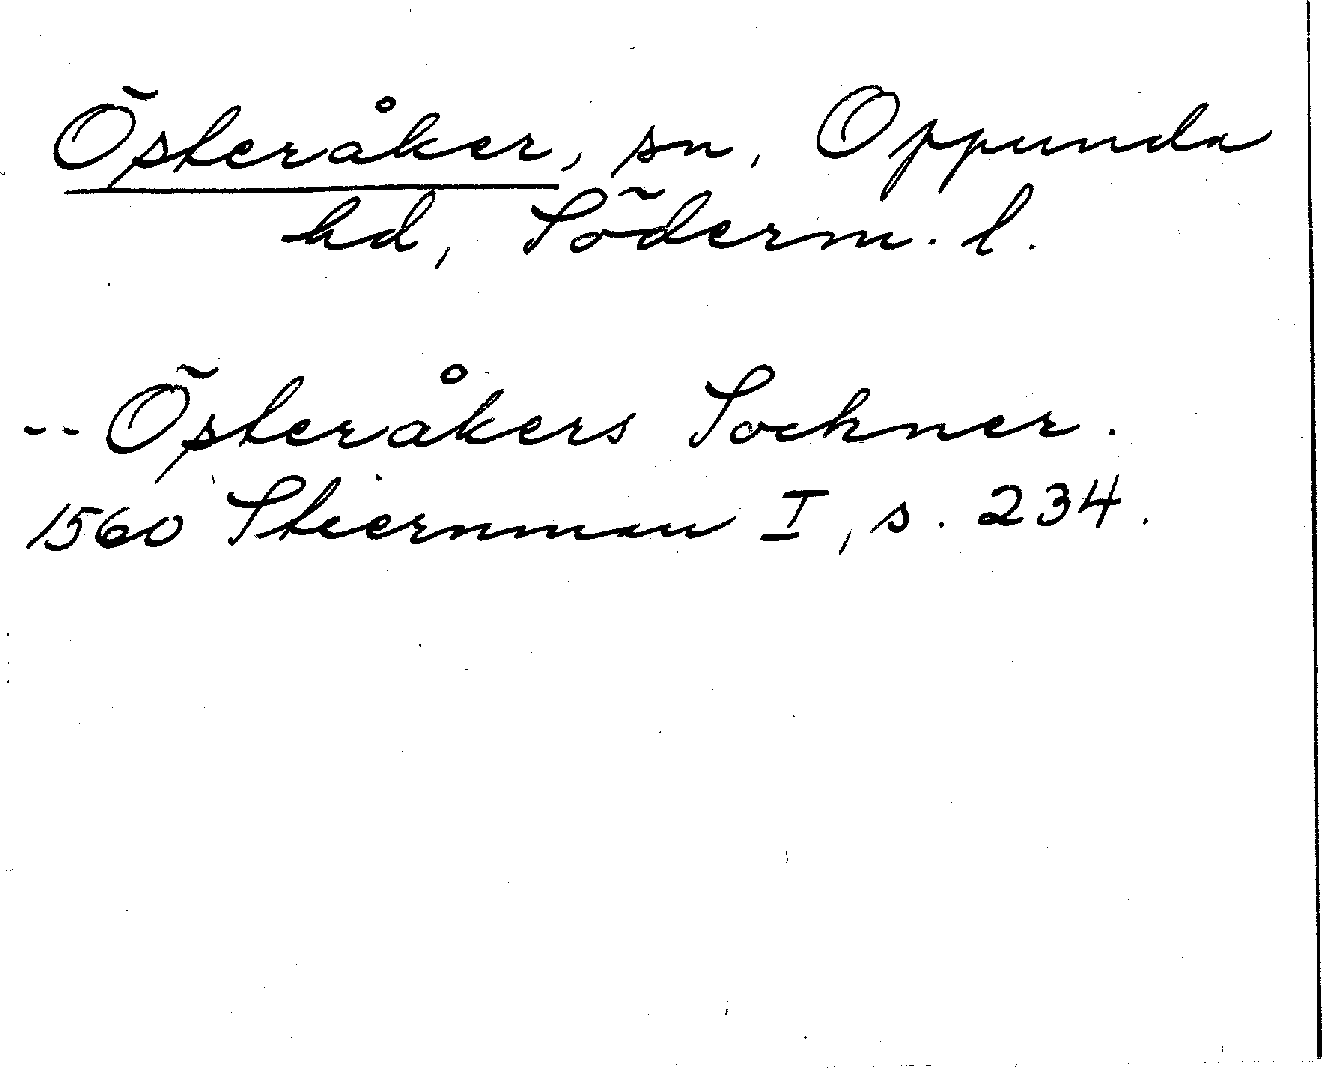 Österåker, sn, Oppunda
hd, Söderm. l.
-- Österåkers Sochner.
1560 Stiernman I, s. 234.